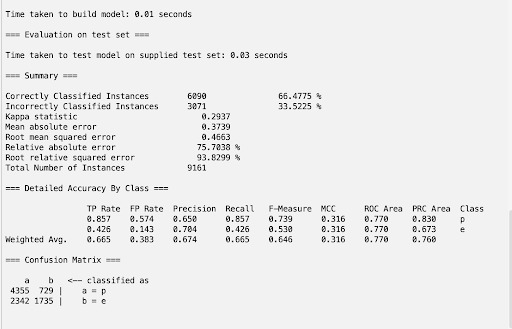 Time taken to build model: 0.01 seconds
=== Evaluation on test set ===
Time taken to test model on supplied test set: 0.03 seconds
=== Summary ===
Correctly Classified Instances 6090 66.4775 %
Incorrectly Classified Instances 3071 33.5225 %
Kappa statistic 0.2937
Mean absolute error 0.3739
Root mean squared error 0.4663
Relative absolute error 75.7038 %
Root relative squared error 93.8299 %
Total Number of Instances 9161
=== Detailed Accuracy By Class ===
TP Rate FP Rate Precision Recall F-Measure MCC ROC Area PRC Area Class
0.857 0.574 0.650 0.857 0.739 0.316 0.770 0.830 p
0.426 0.143 0.704 0.426 0.530 0.316 0.770 0.673 e
Weighted Avg. 0.665 0.383 0.674 0.665 0.646 0.316 0.770 0.760
=== Confusion Matrix ===
a b <-- classified as
4355 729 | a = p
2342 1735 | b = e